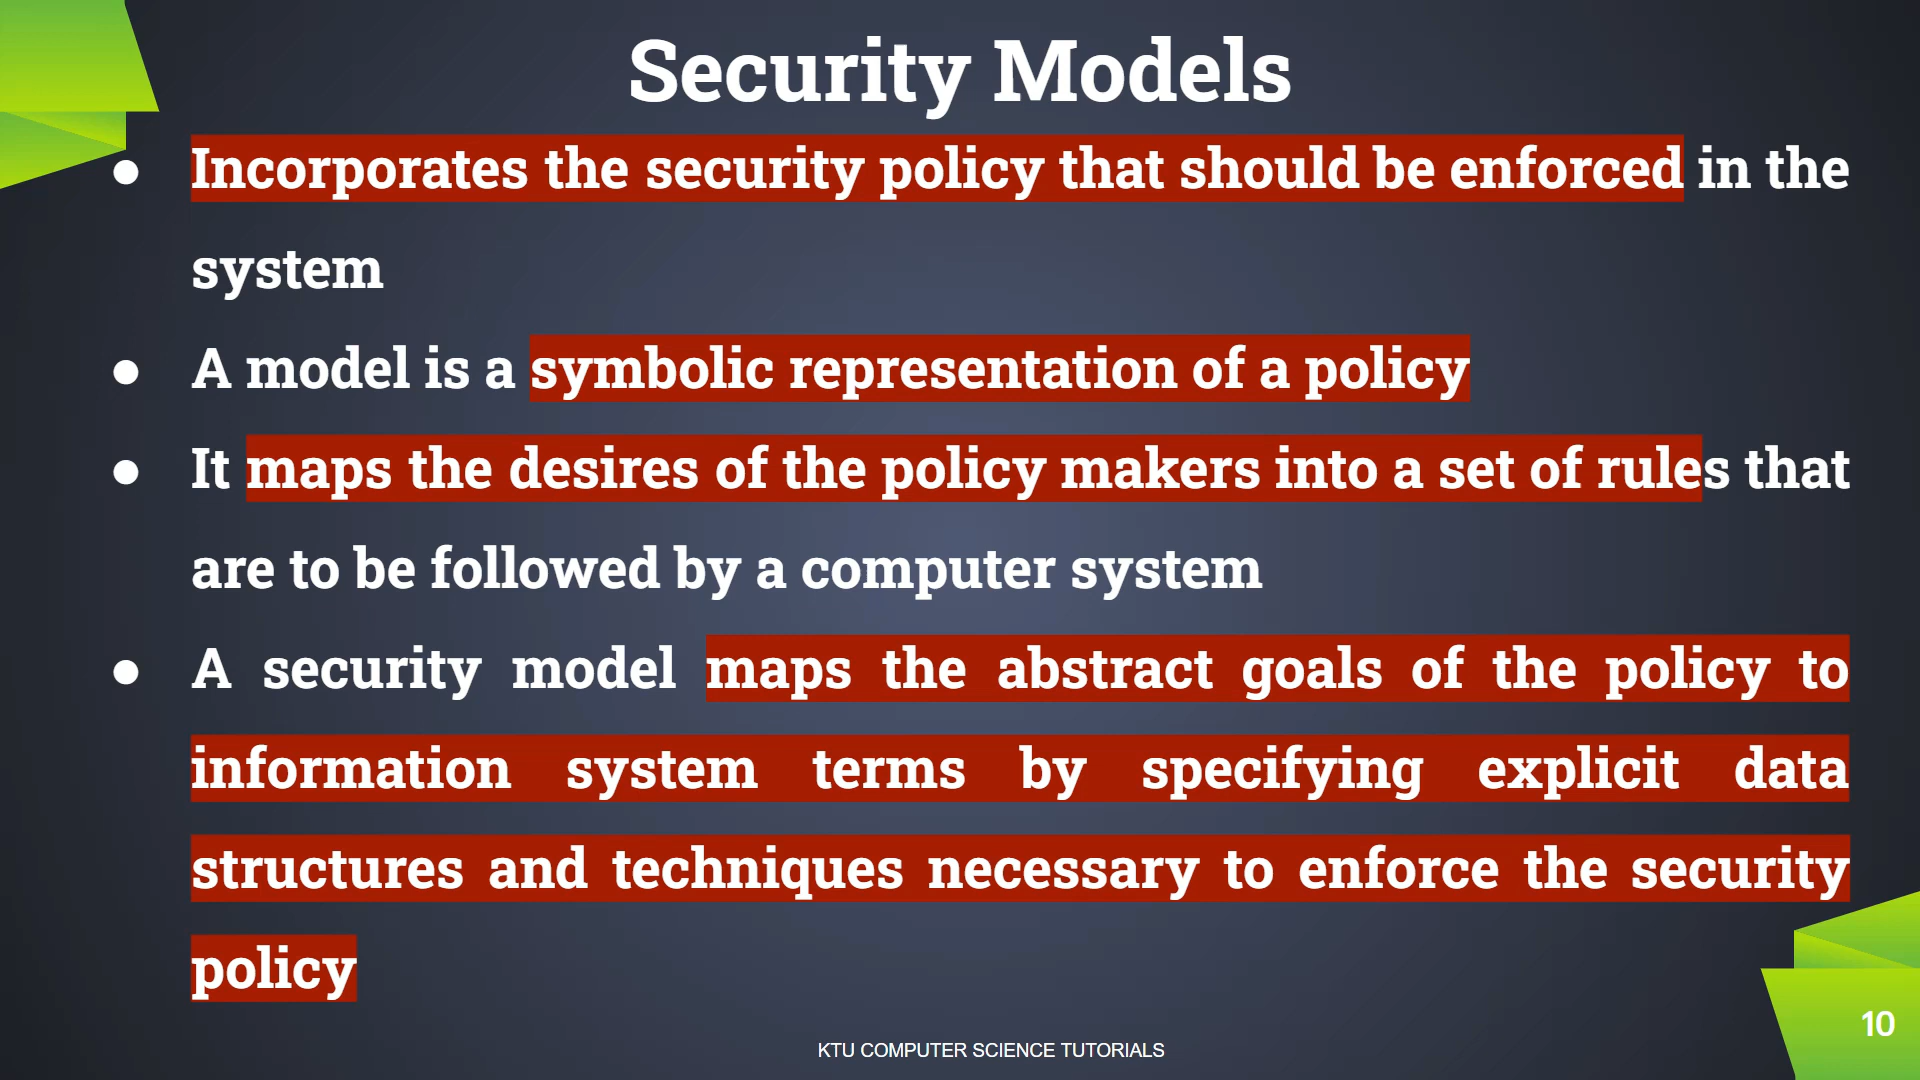 Security Models
● Incorporates the security policy that should be enforced in the
system
● A model is a symbolic representation of a policy
● It maps the desires of the policy makers into a set of rules that
are to be followed by a computer system
● A security model maps the abstract goals of the policy to
information system terms by specifying explicit data
structures and techniques necessary to enforce the security
policy
10
KTU COMPUTER SCIENCE TUTORIALS